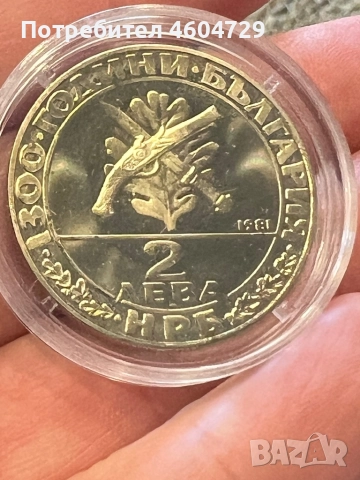 Потребител 4604729
1300·ГОДИНИ·БЪЛГАРИЯ
1981
2
ЛЕВА
НРБ
BAZAR